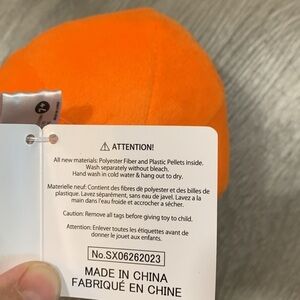 ⚠ ATTENTION!
All new materials: Polyester Fiber and Plastic Pellets inside.
Wash separately without bleach.
Hand wash in cold water & hang out to dry.
Materielle neuf: Contient des fibres de polyester et des billes de
plastique. Lavez séparément, sans eau de javel. Lavez a la
main dans l'eau froide et accrocher a sécher.
Caution: Remove all tags before giving toy to child.
Attention: Enlever toutes les étiquettes avant de
donner le jouet aux enfants.
No.SX06262023
MADE IN CHINA
FABRIQUÉ EN CHINE